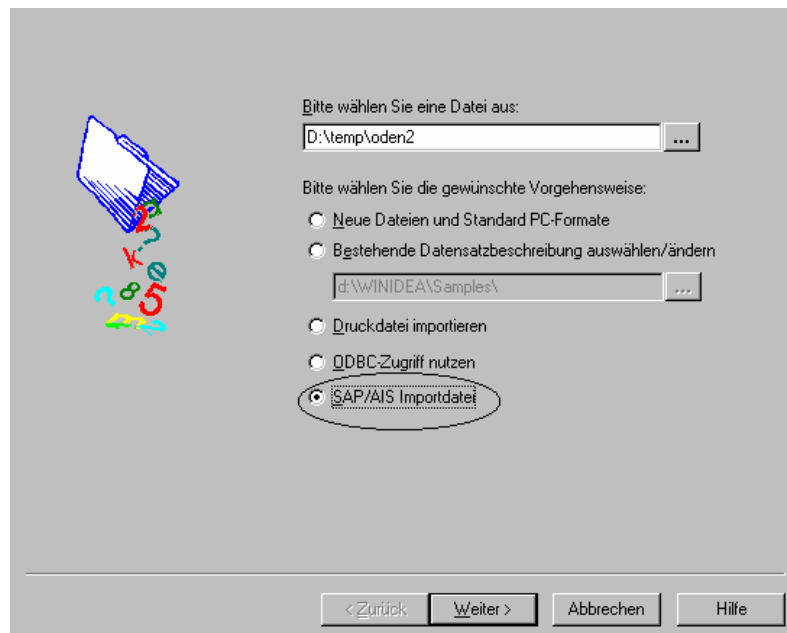 Bitte wählen Sie eine Datei aus:
D:\temp\oden2
...
Bitte wählen Sie die gewünschte Vorgehensweise:
Neue Dateien und Standard PC-Formate
Bestehende Datensatzbeschreibung auswählen/ändern
d:\WINIDEA\Samples\
...
Druckdatei importieren
ODBC-Zugriff nutzen
SAP/AIS Importdatei
< Zurück Weiter > Abbrechen Hilfe